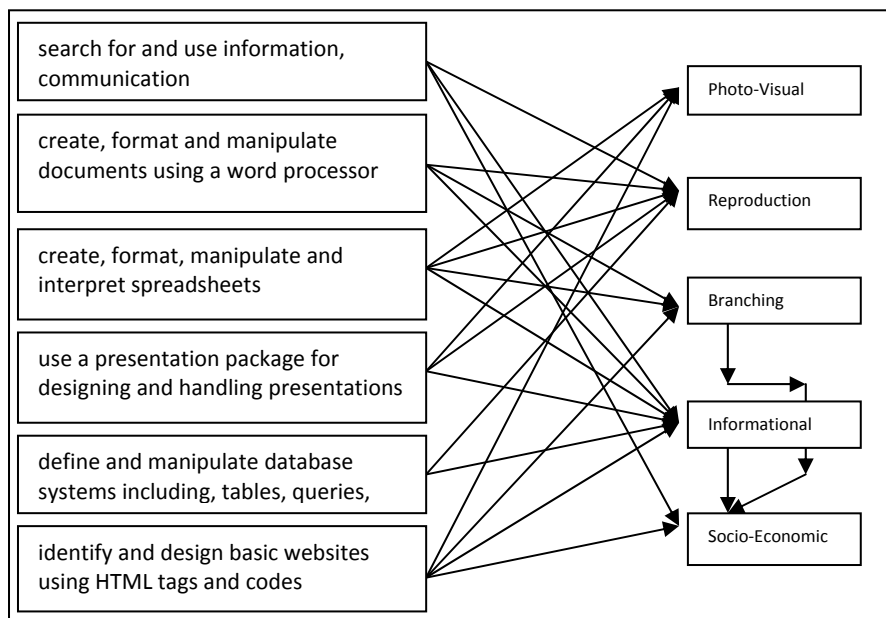 search for and use information,
communication
create, format and manipulate
documents using a word processor
create, format, manipulate and
interpret spreadsheets
use a presentation package for
designing and handling presentations
define and manipulate database
systems including, tables, queries,
identify and design basic websites
using HTML tags and codes
Photo-Visual
Reproduction
Branching
Informational
Socio-Economic